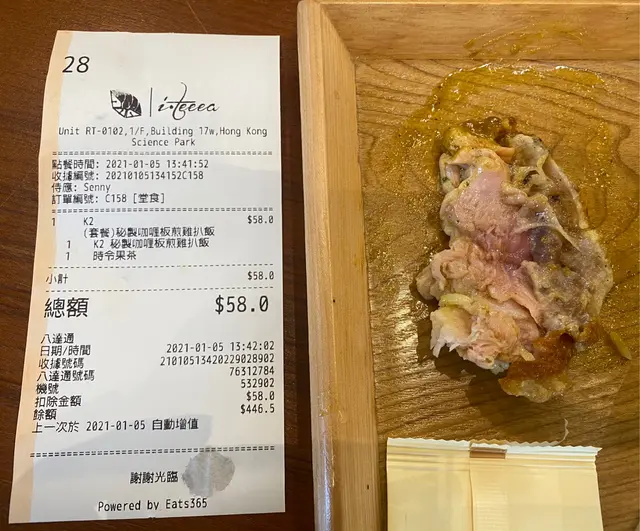 28
i·teeea
Unit RT-0102,1/F,Building 17w,Hong Kong
Science Park
點餐時間: 2021-01-05 13:41:52
收據編號: 20210105134152C158
侍應: Senny
訂單編號: C158 [堂食]
1 K2 $58.0
(套餐)秘製咖喱板煎雞扒飯
1 K2 秘製咖喱板煎雞扒飯
1 時令果茶
小計 $58.0
總額 $58.0
八達通
日期/時間 2021-01-05 13:42:02
收據號碼 21010513420229028902
八達通號碼 76312784
機號 532902
扣除金額 $58.0
餘額 $446.5
上一次於 2021-01-05 自動增值
謝謝光臨
Powered by Eats365